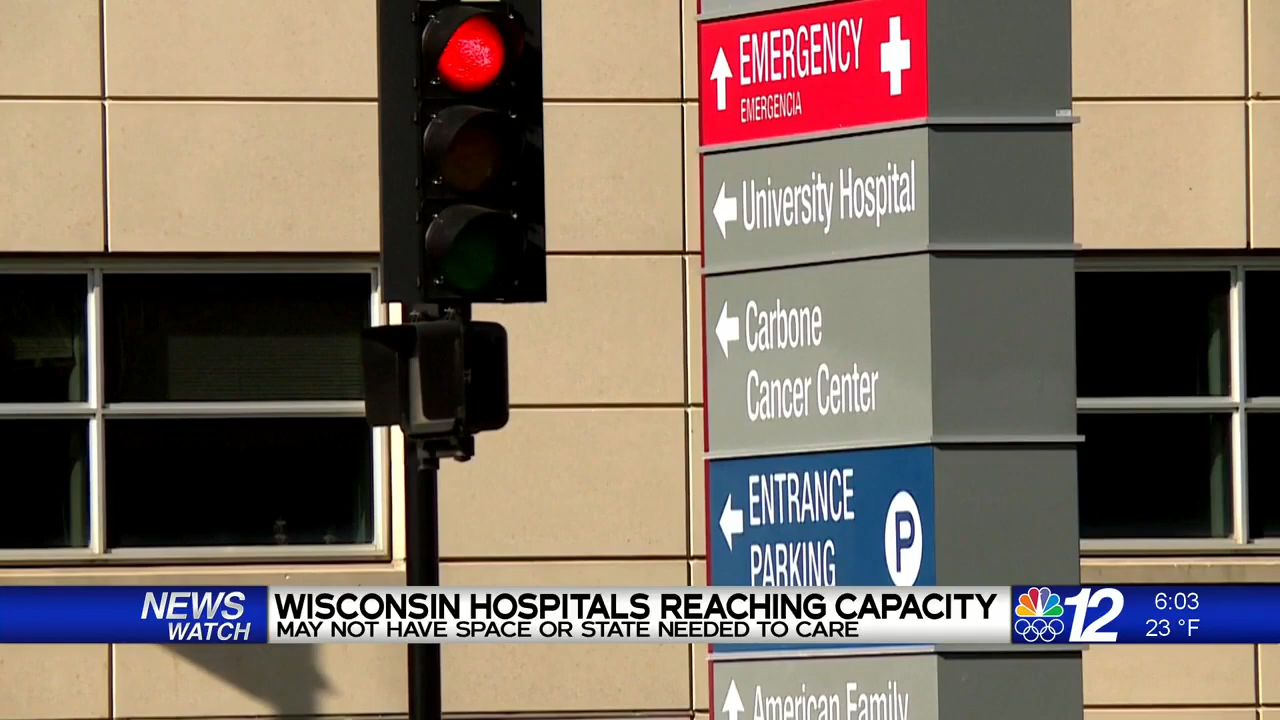 EMERGENCY
EMERGENCIA
University Hospital
Carbone
Cancer Center
ENTRANCE
PARKING
P
NEWS
WATCH
WISCONSIN HOSPITALS REACHING CAPACITY
MAY NOT HAVE SPACE OR STATE NEEDED TO CARE
12
6:03
23 °F
American Family